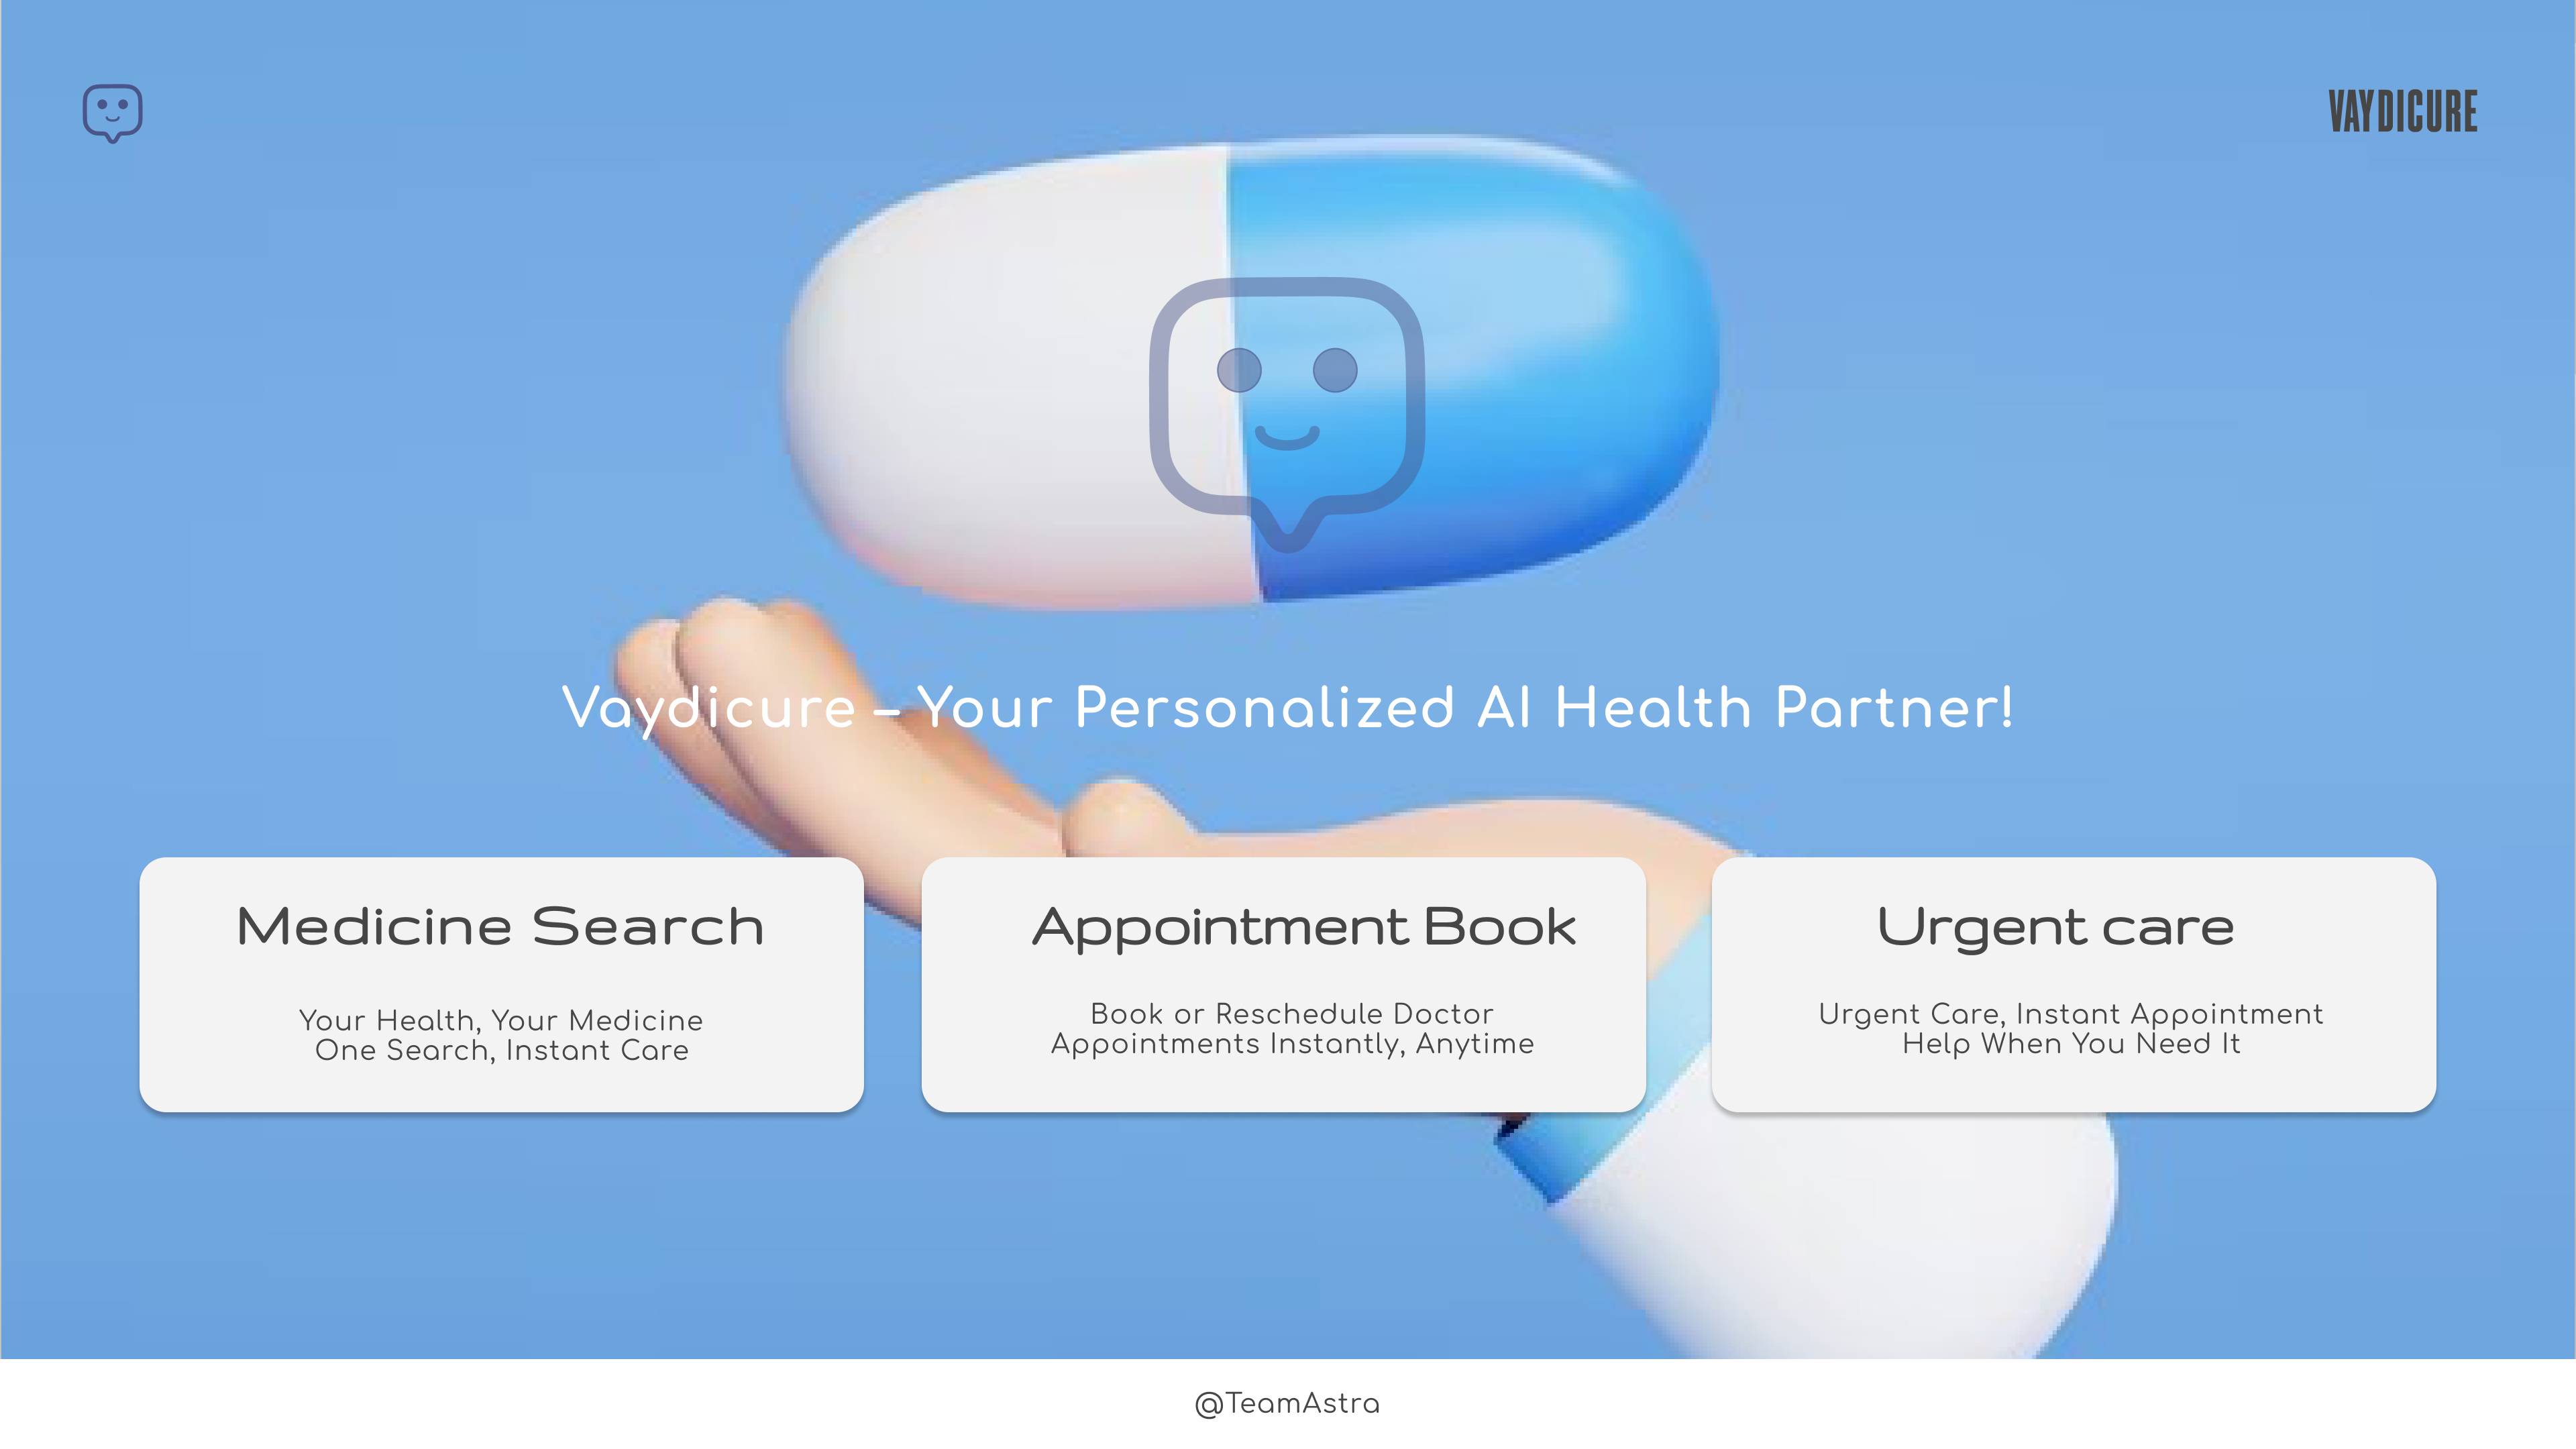 VAYDICURE
Vaydicure – Your Personalized AI Health Partner!
Medicine Search
Your Health, Your Medicine
One Search, Instant Care
Appointment Book
Book or Reschedule Doctor
Appointments Instantly, Anytime
Urgent care
Urgent Care, Instant Appointment
Help When You Need It
@TeamAstra